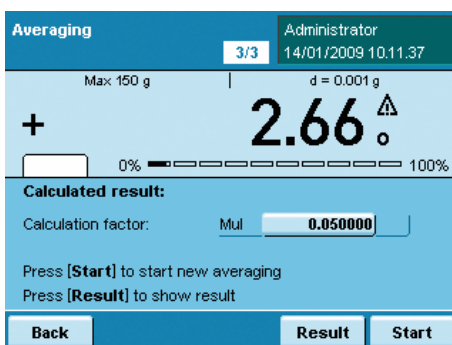 Averaging
Administrator
3/3
14/01/2009 10.11.37
Max 150 g
d = 0.001 g
+ 2.66 o
0% 100%
Calculated result:
Calculation factor: Mul 0.050000
Press [Start] to start new averaging
Press [Result] to show result
Back Result Start